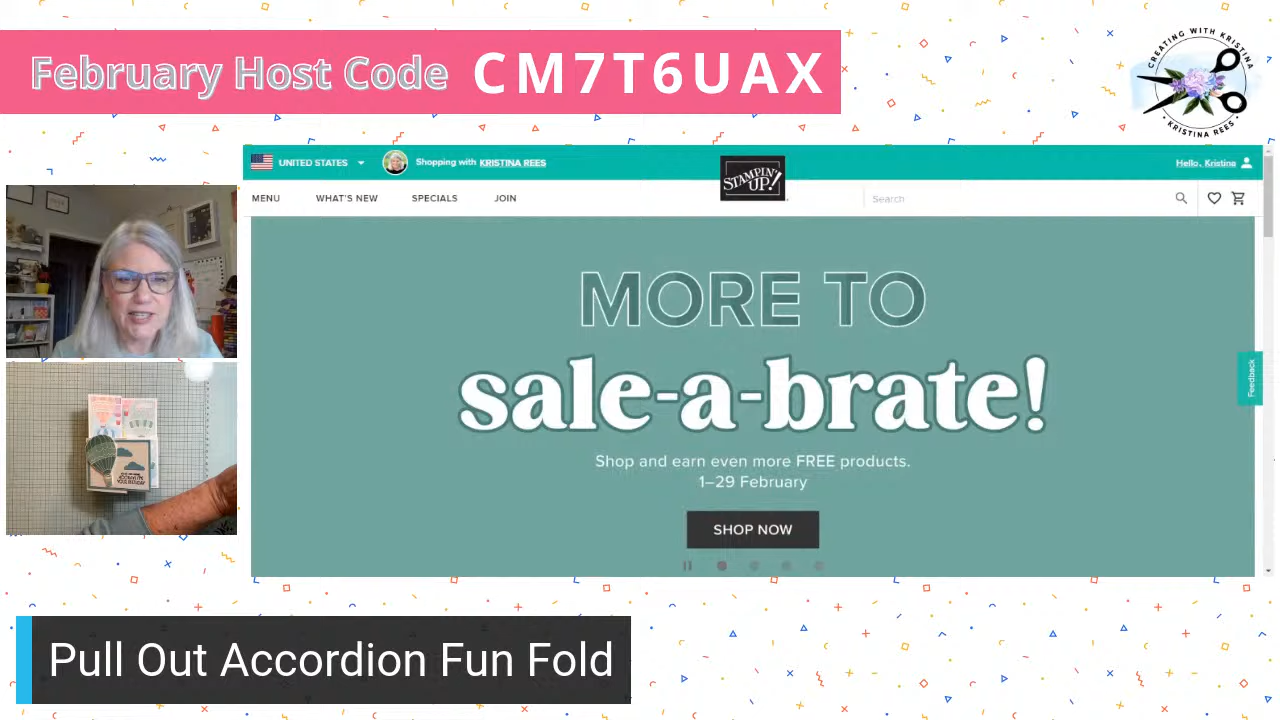 February Host Code CM7T6UAX
CREATING WITH KRISTINA
KRISTINA REES
UNITED STATES
Shopping with KRISTINA REES
STAMPIN' UP!
Hello, Kristina
MENU
WHAT'S NEW
SPECIALS
JOIN
Search
MORE TO
sale-a-brate!
Shop and earn even more FREE products.
1–29 February
SHOP NOW
Feedback
Pull Out Accordion Fun Fold